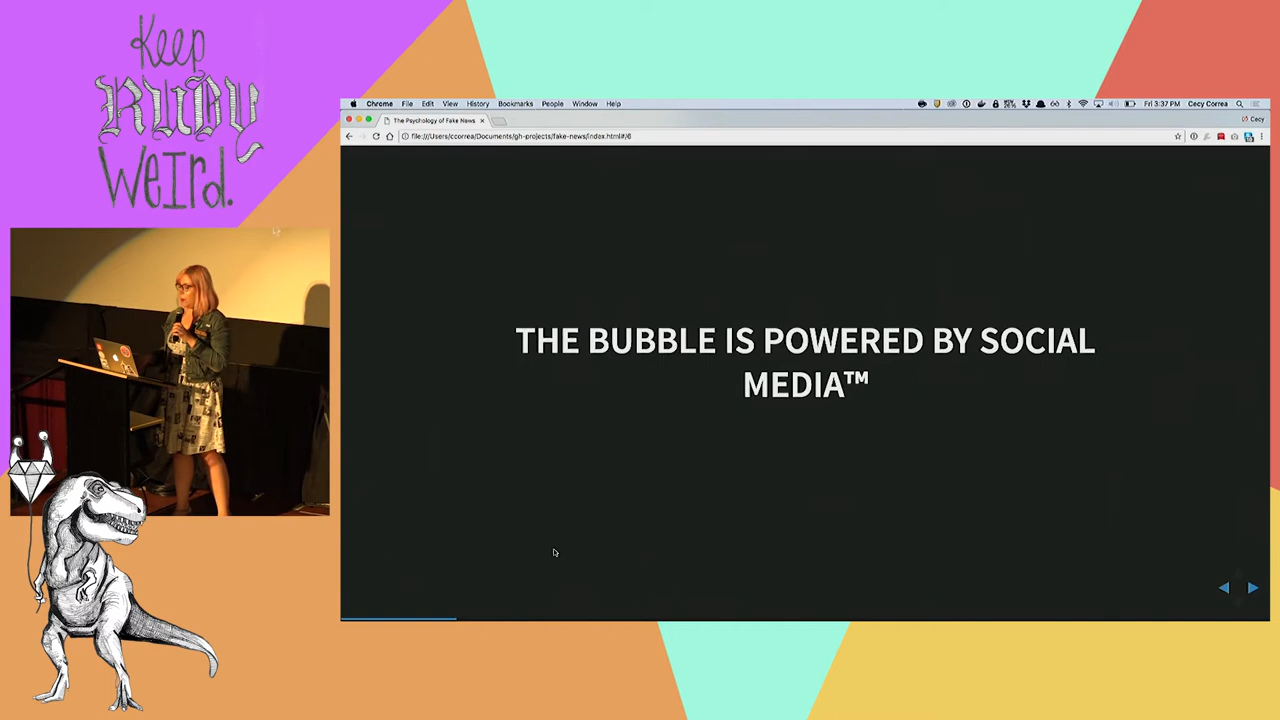 Keep
RUBY
Weird.
Chrome File Edit View History Bookmarks People Window Help
Fri 3:37 PM Cecy Correa
The Psychology of Fake News
Cecy
file:///Users/ccorrea/Documents/gh-projects/fake-news/index.html#/6
THE BUBBLE IS POWERED BY SOCIAL
MEDIA™